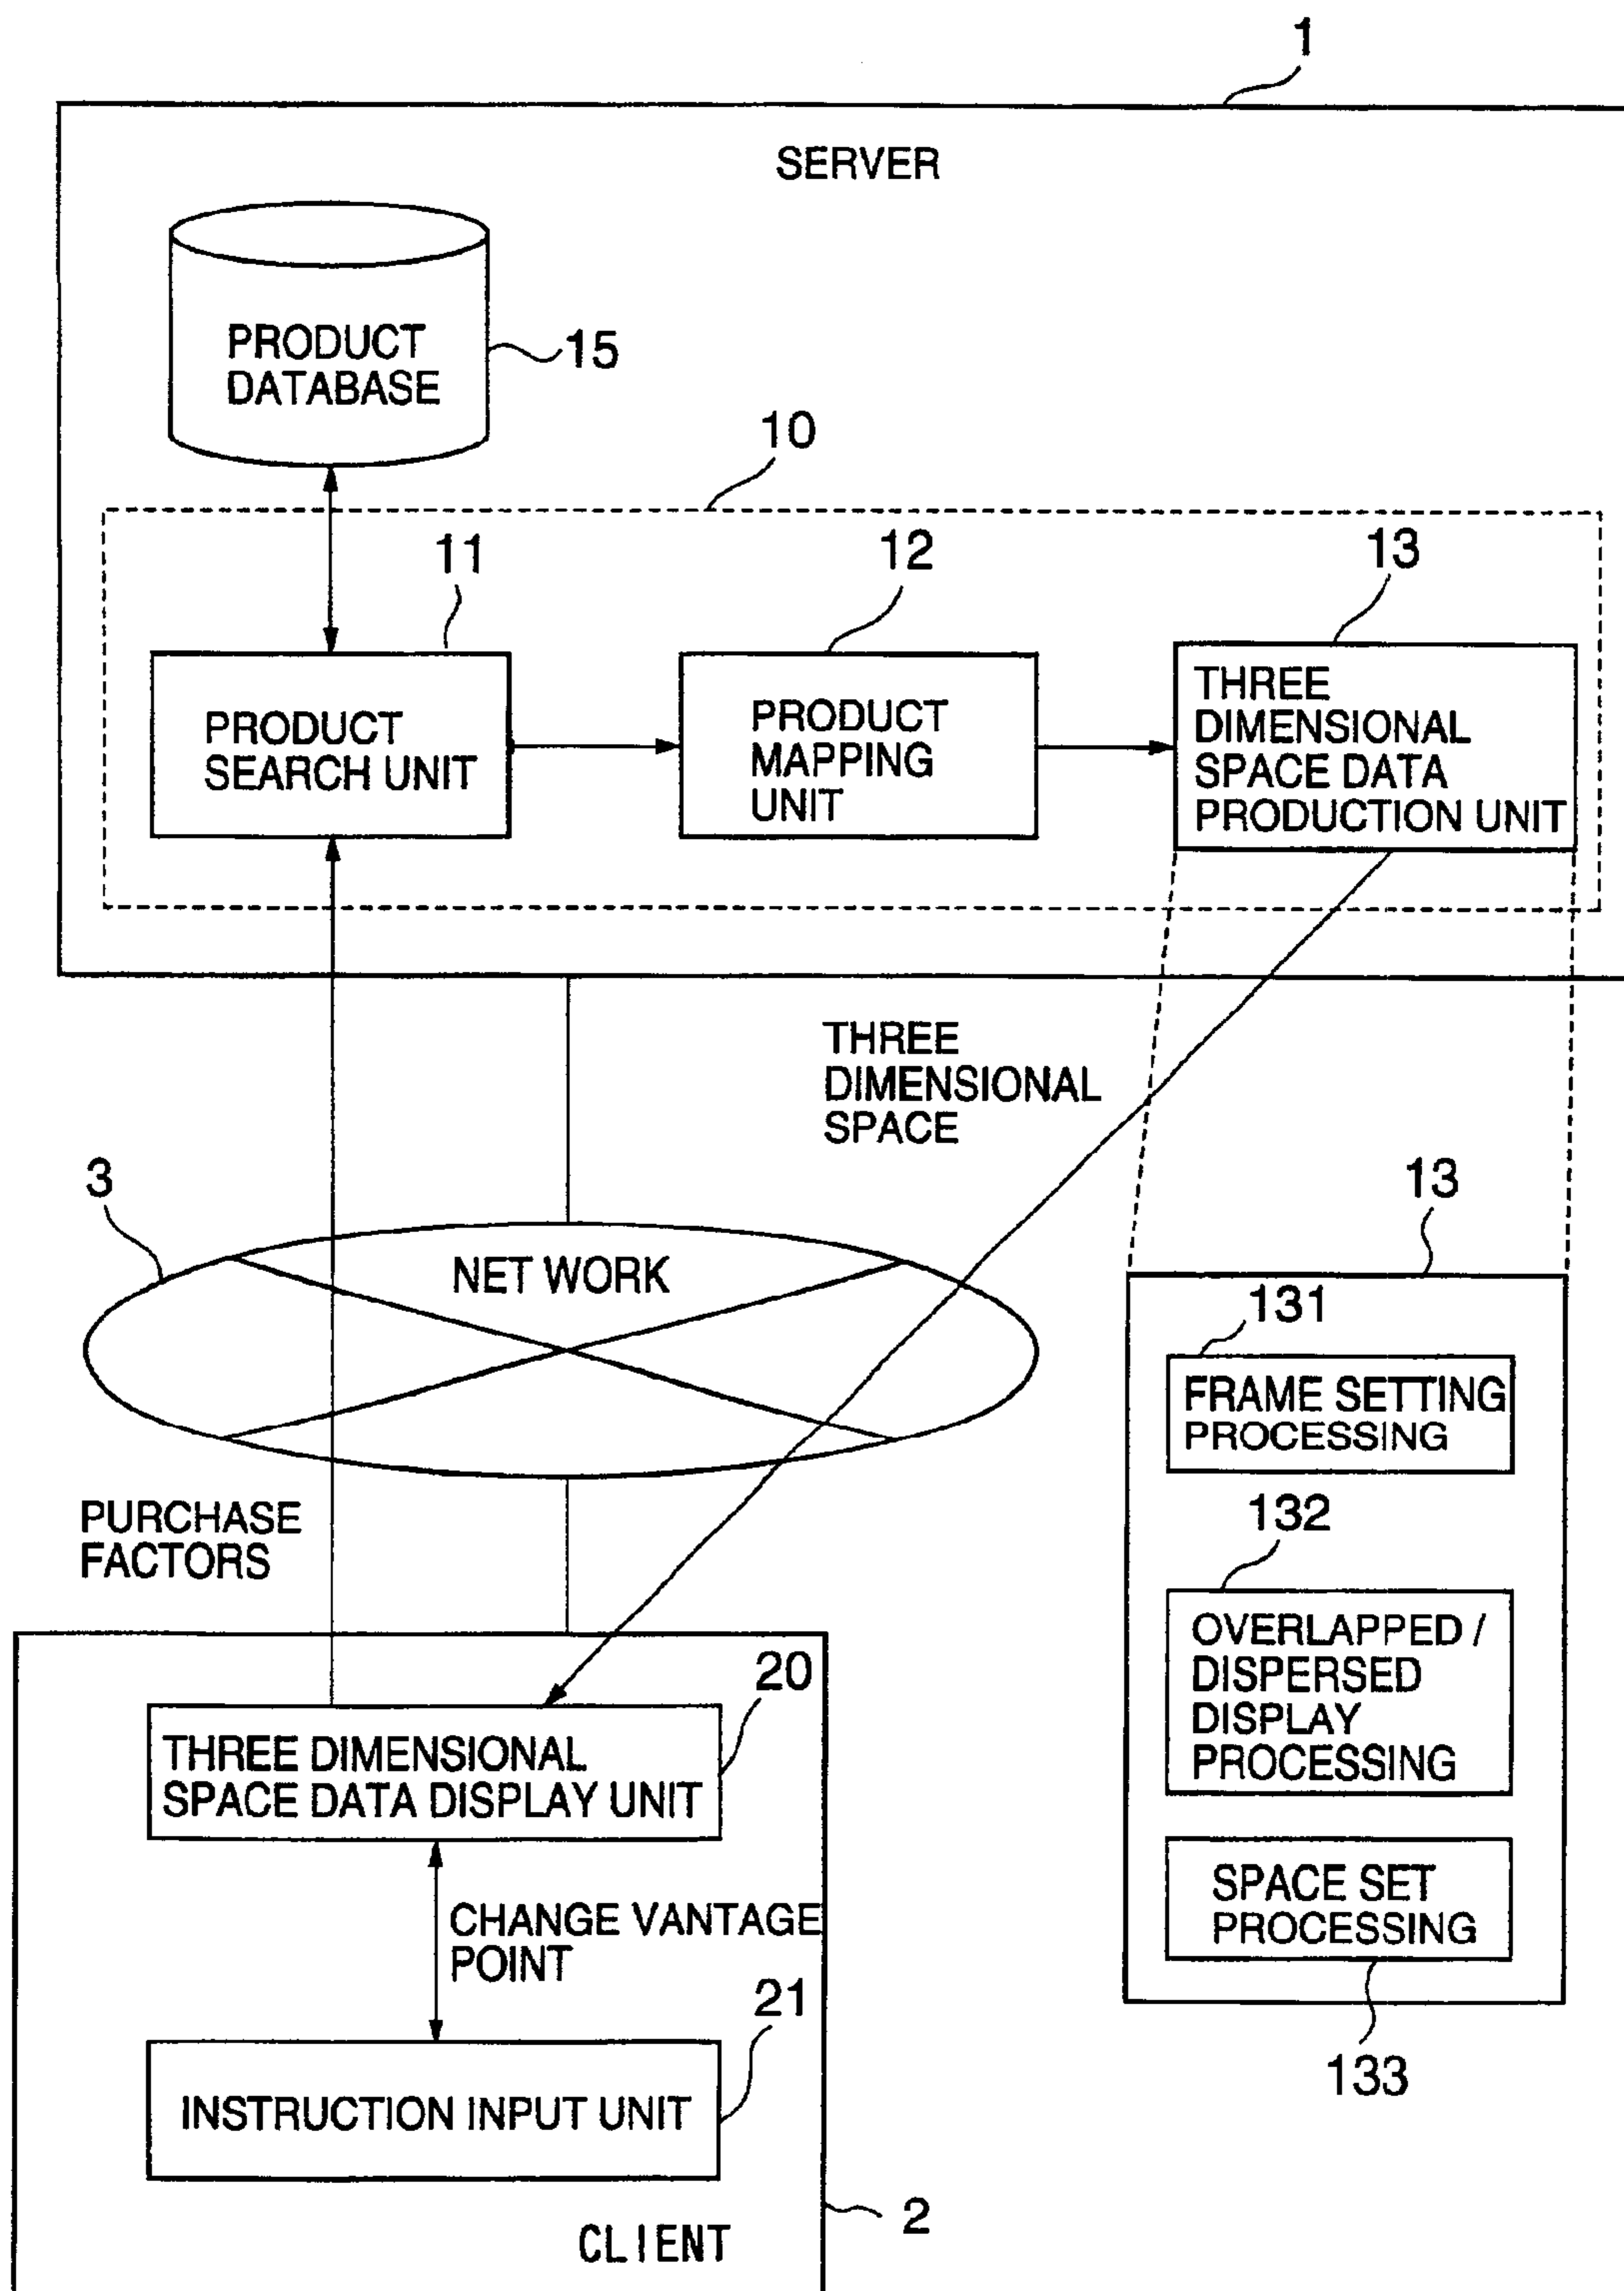 1
SERVER
PRODUCT
DATABASE
15
10
11
12
13
PRODUCT
SEARCH UNIT
PRODUCT
MAPPING
UNIT
THREE
DIMENSIONAL
SPACE DATA
PRODUCTION UNIT
THREE
DIMENSIONAL
SPACE
3
NET WORK
13
131
FRAME SETTING
PROCESSING
132
OVERLAPPED /
DISPERSED
DISPLAY
PROCESSING
SPACE SET
PROCESSING
133
PURCHASE
FACTORS
20
THREE DIMENSIONAL
SPACE DATA DISPLAY UNIT
CHANGE VANTAGE
POINT
21
INSTRUCTION INPUT UNIT
2
CLIENT